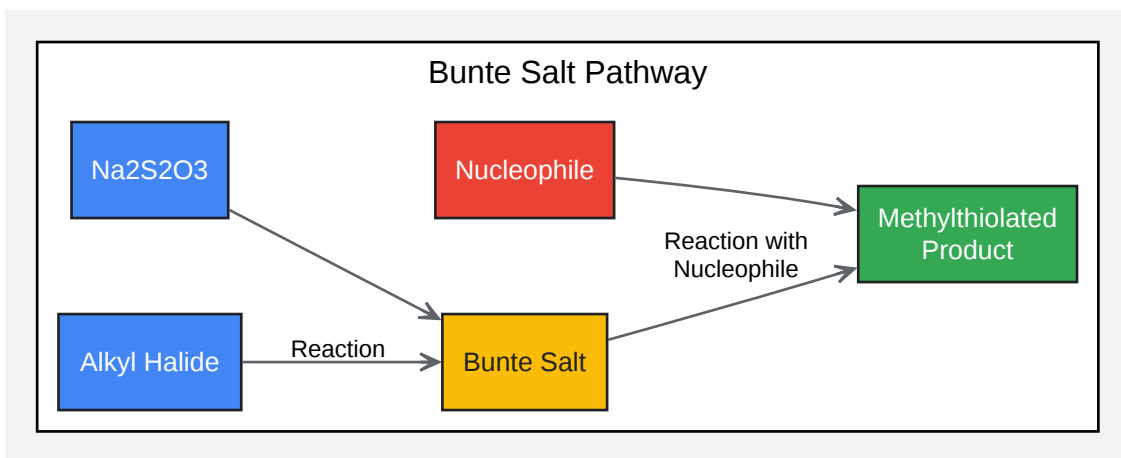 Bunte Salt Pathway
Na2S2O3
Nucleophile
Methylthiolated
Product
Reaction with
Nucleophile
Alkyl Halide
Reaction
Bunte Salt